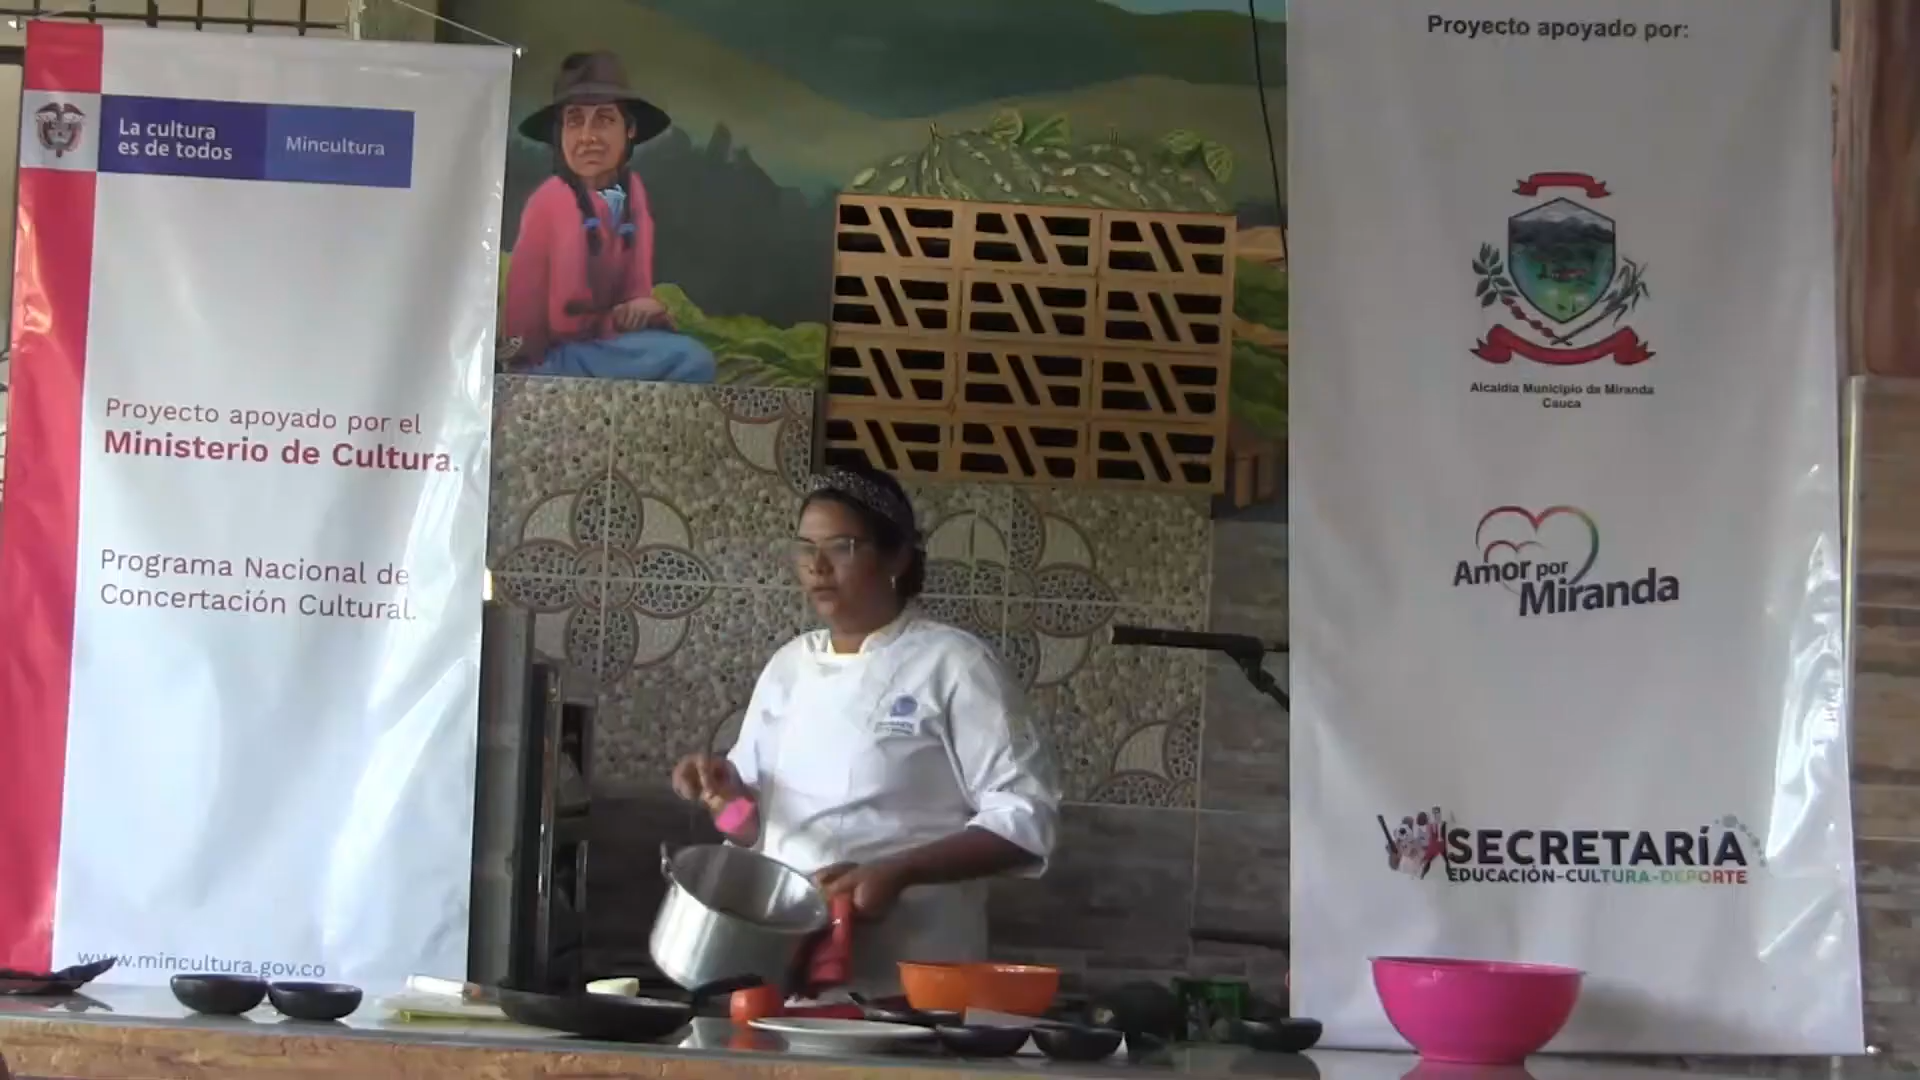 La cultura
es de todos
Mincultura
Proyecto apoyado por el
Ministerio de Cultura.
Programa Nacional de
Concertación Cultural.
www.mincultura.gov.co
Proyecto apoyado por:
Alcaldia Municipio de Miranda
Cauca
Amor por
Miranda
SECRETARÍA
EDUCACIÓN-CULTURA-DEPORTE